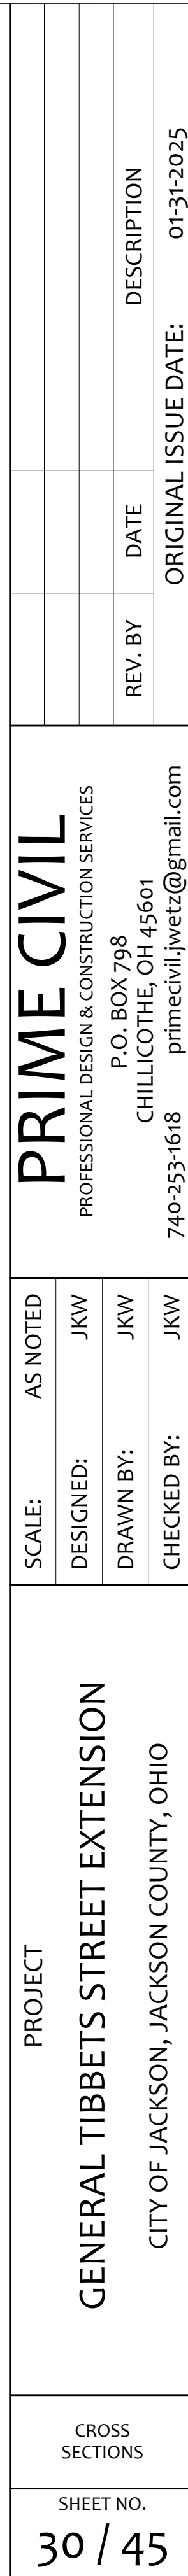 REV. BY DATE DESCRIPTION
ORIGINAL ISSUE DATE: 01-31-2025
PRIME CIVIL
PROFESSIONAL DESIGN & CONSTRUCTION SERVICES
P.O. BOX 798
CHILLICOTHE, OH 45601
740-253-1618 primecivil.jwetz@gmail.com
SCALE: AS NOTED
DESIGNED: JKW
DRAWN BY: JKW
CHECKED BY: JKW
PROJECT
GENERAL TIBBETS STREET EXTENSION
CITY OF JACKSON, JACKSON COUNTY, OHIO
CROSS
SECTIONS
SHEET NO.
30 / 45